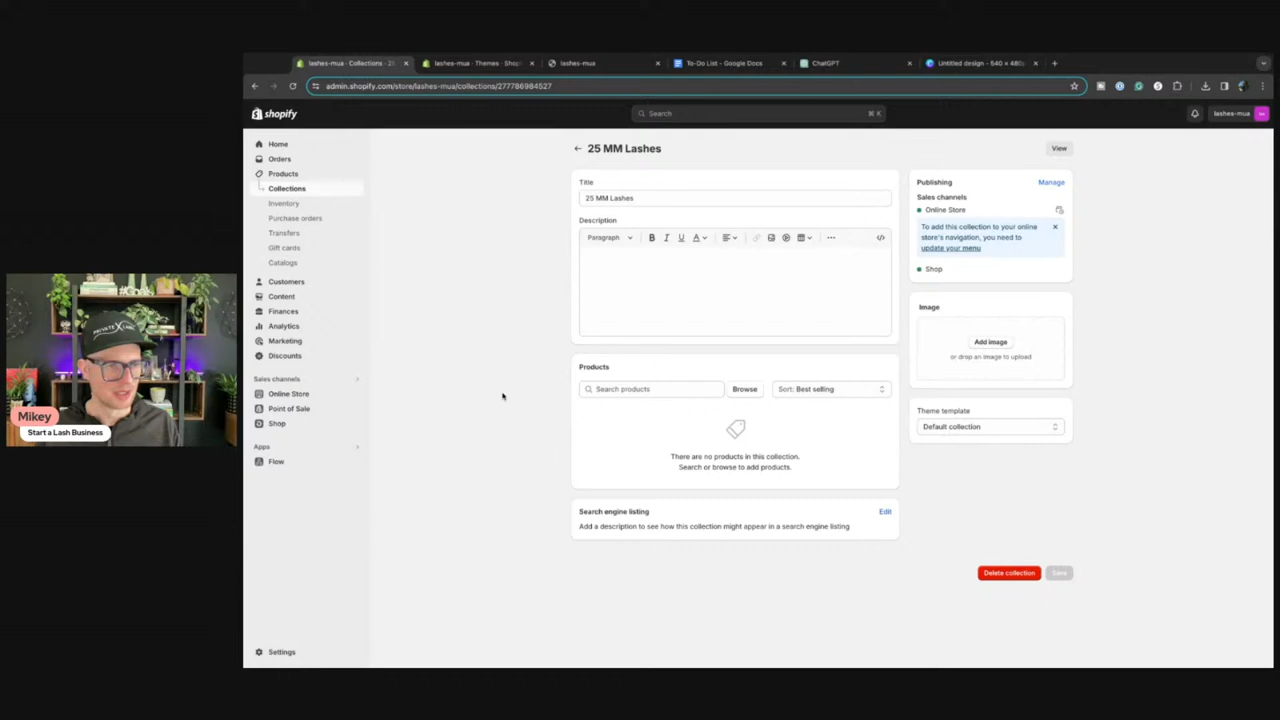 lashes-mua · Collections · 25
lashes-mua · Themes · Shopi
lashes-mua
To-Do List - Google Docs
ChatGPT
Untitled design - 540 × 480p
admin.shopify.com/store/lashes-mua/collections/277786984527
shopify
Search
⌘ K
lashes-mua
Home
Orders
Products
Collections
Inventory
Purchase orders
Transfers
Gift cards
Catalogs
Customers
Content
Finances
Analytics
Marketing
Discounts
Sales channels
Online Store
Point of Sale
Shop
Apps
Flow
Settings
25 MM Lashes
View
Title
25 MM Lashes
Description
Paragraph
B I U A
Products
Search products
Browse
Sort: Best selling
There are no products in this collection.
Search or browse to add products.
Search engine listing
Edit
Add a description to see how this collection might appear in a search engine listing
Publishing
Manage
Sales channels
Online Store
To add this collection to your online
store's navigation, you need to
update your menu
Shop
Image
Add image
or drop an image to upload
Theme template
Default collection
Delete collection
Save
PRIVATE X LABEL
Mikey
Start a Lash Business